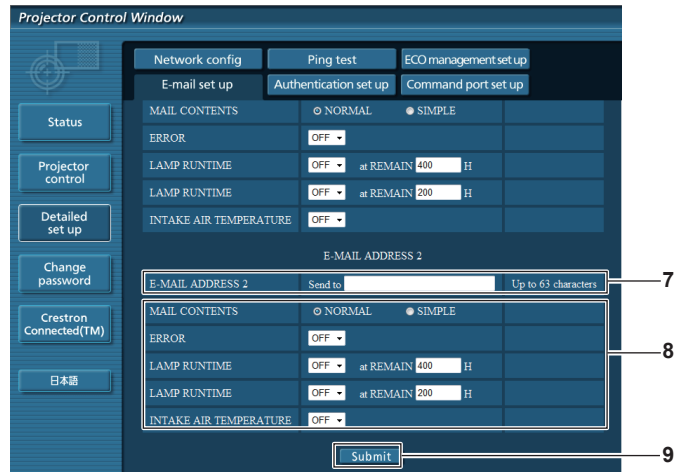 Projector Control Window
Network config Ping test ECO management set up
E-mail set up Authentication set up Command port set up
Status
Projector control
Detailed set up
Change password
Crestron Connected(TM)
日本語
MAIL CONTENTS NORMAL SIMPLE
ERROR OFF
LAMP RUNTIME OFF at REMAIN 400 H
LAMP RUNTIME OFF at REMAIN 200 H
INTAKE AIR TEMPERATURE OFF
E-MAIL ADDRESS 2
E-MAIL ADDRESS 2 Send to Up to 63 characters 7
MAIL CONTENTS NORMAL SIMPLE
ERROR OFF 8
LAMP RUNTIME OFF at REMAIN 400 H
LAMP RUNTIME OFF at REMAIN 200 H
INTAKE AIR TEMPERATURE OFF
Submit 9